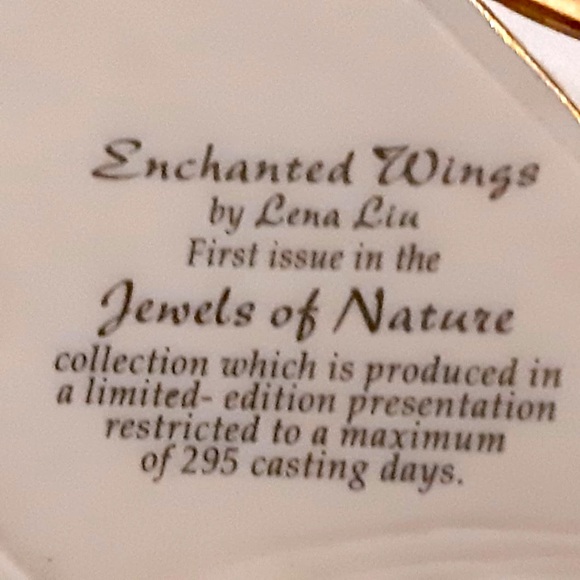 Enchanted Wings
by Lena Liu
First issue in the
Jewels of Nature
collection which is produced in
a limited- edition presentation
restricted to a maximum
of 295 casting days.